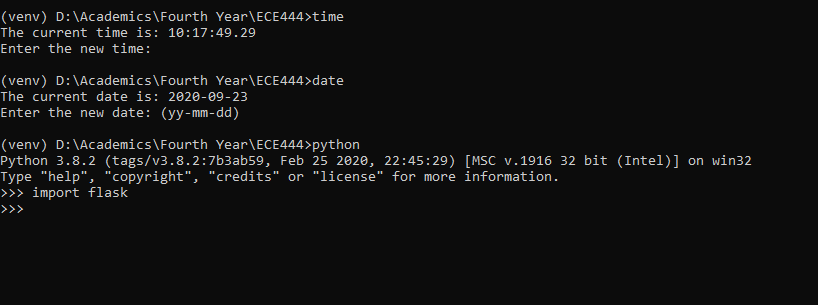 (venv) D:\Academics\Fourth Year\ECE444>time
The current time is: 10:17:49.29
Enter the new time:
(venv) D:\Academics\Fourth Year\ECE444>date
The current date is: 2020-09-23
Enter the new date: (yy-mm-dd)
(venv) D:\Academics\Fourth Year\ECE444>python
Python 3.8.2 (tags/v3.8.2:7b3ab59, Feb 25 2020, 22:45:29) [MSC v.1916 32 bit (Intel)] on win32
Type "help", "copyright", "credits" or "license" for more information.
>>> import flask
>>>